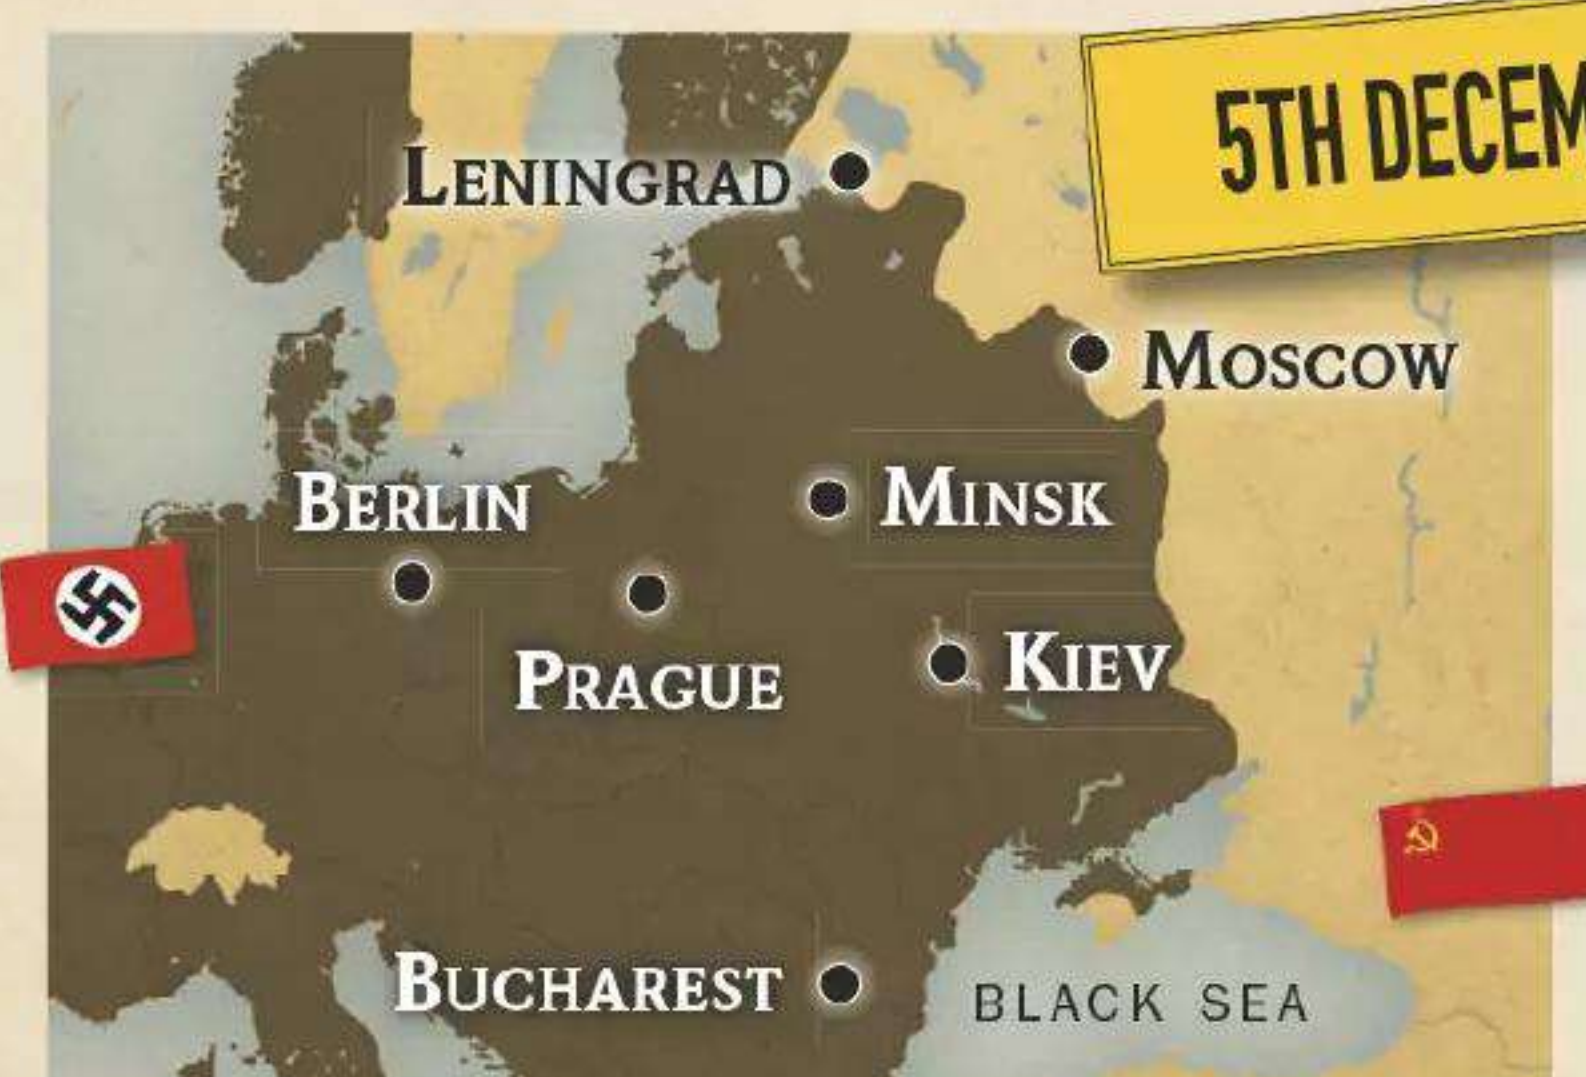 5TH DECEM
LENINGRAD
MOSCOW
BERLIN
MINSK
PRAGUE
KIEV
BUCHAREST
BLACK SEA